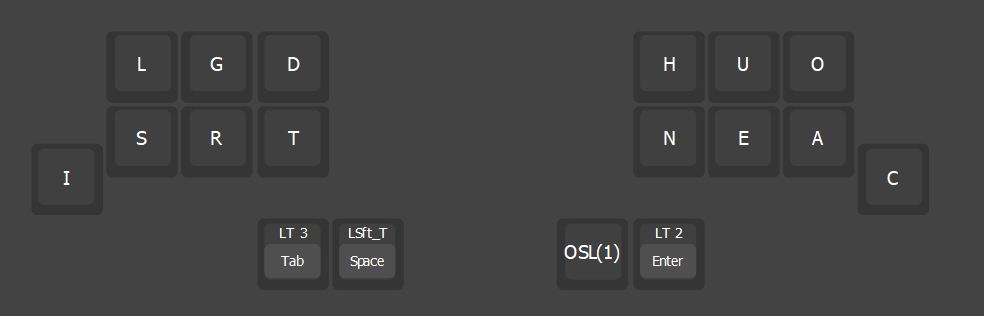 L G D H U O
S R T N E A
I C
LT 3 LSft_T LT 2
OSL(1)
Tab Space Enter